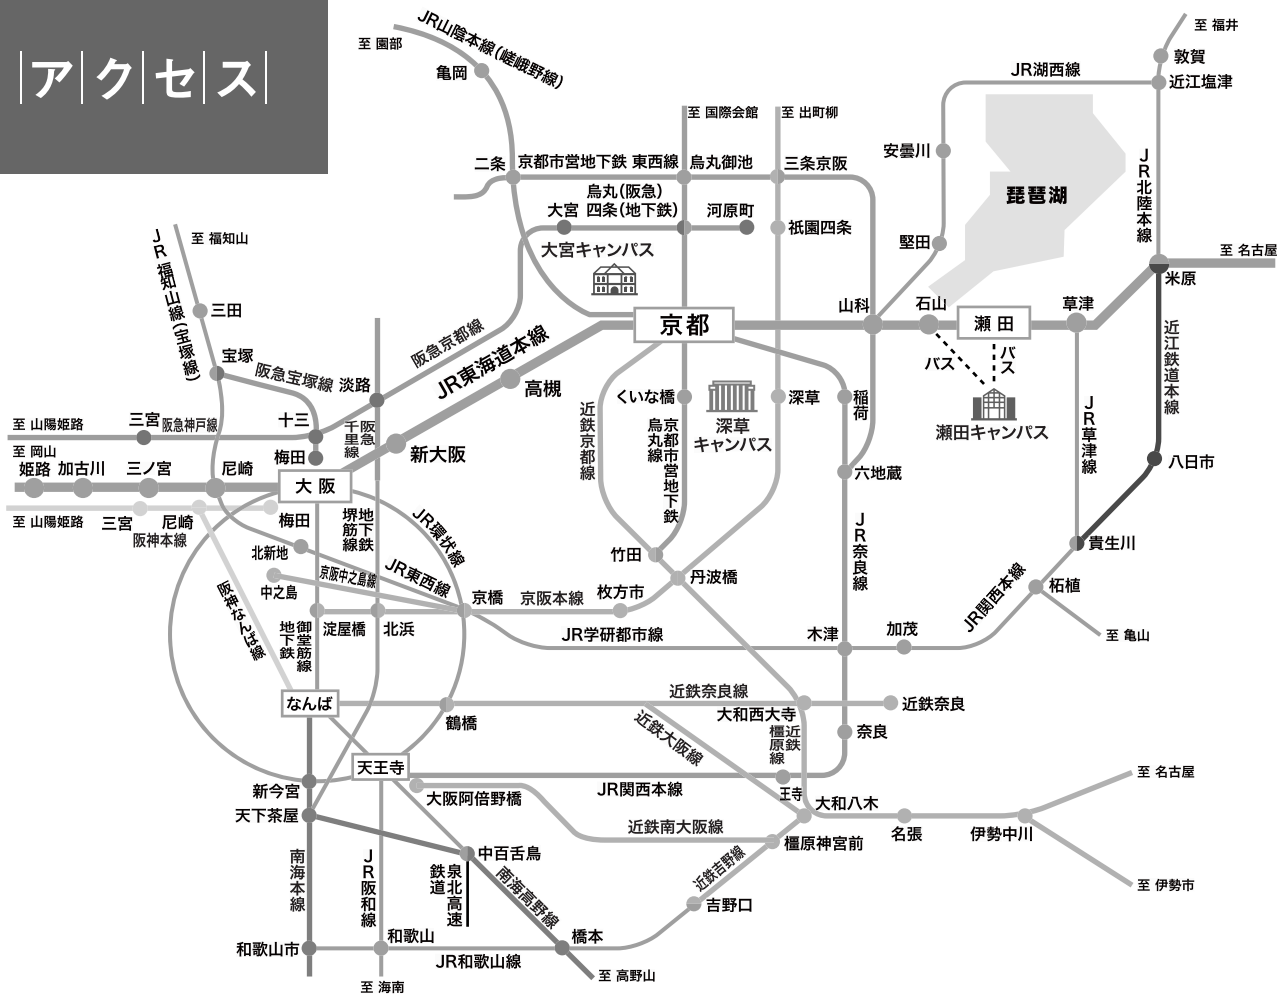 アクセス
至 園部
JR山陰本線(嵯峨野線)
亀岡
至 国際会館
至 出町柳
JR湖西線
至 福井
敦賀
近江塩津
安曇川
二条
京都市営地下鉄 東西線
烏丸御池
三条京阪
JR北陸本線
琵琶湖
烏丸(阪急)
大宮
四条(地下鉄)
河原町
祇園四条
大宮キャンパス
堅田
至 名古屋
米原
JR福知山線(宝塚線)
至 福知山
三田
宝塚
阪急宝塚線
淡路
阪急京都線
JR東海道本線
高槻
京都
山科
石山
瀬田
草津
バス
バス
瀬田キャンパス
近江鉄道本線
JR草津線
くいな橋
深草
深草
キャンパス
稲荷
近鉄京都線
京都市営地下鉄
烏丸線
至 山陽姫路
三宮
阪急神戸線
十三
阪急
千里線
至 岡山
姫路
加古川
三ノ宮
尼崎
梅田
新大阪
大阪
六地蔵
八日市
至 山陽姫路
三宮
尼崎
阪神本線
梅田
地下鉄
堺筋線
JR環状線
北新地
中之島
京阪中之島線
JR東西線
京橋
京阪本線
枚方市
竹田
丹波橋
JR奈良線
貴生川
柘植
JR関西本線
至 亀山
阪神なんば線
御堂筋線
地下鉄
淀屋橋
北浜
JR学研都市線
木津
加茂
なんば
鶴橋
近鉄奈良線
大和西大寺
近鉄奈良
近鉄大阪線
近鉄
橿原線
奈良
天王寺
新今宮
大阪阿倍野橋
JR関西本線
王寺
大和八木
至 名古屋
天下茶屋
近鉄南大阪線
橿原神宮前
名張
伊勢中川
至 伊勢市
南海本線
JR阪和線
中百舌鳥
泉北高速
鉄道
南海高野線
近鉄吉野線
吉野口
和歌山市
和歌山
橋本
JR和歌山線
至 高野山
至 海南